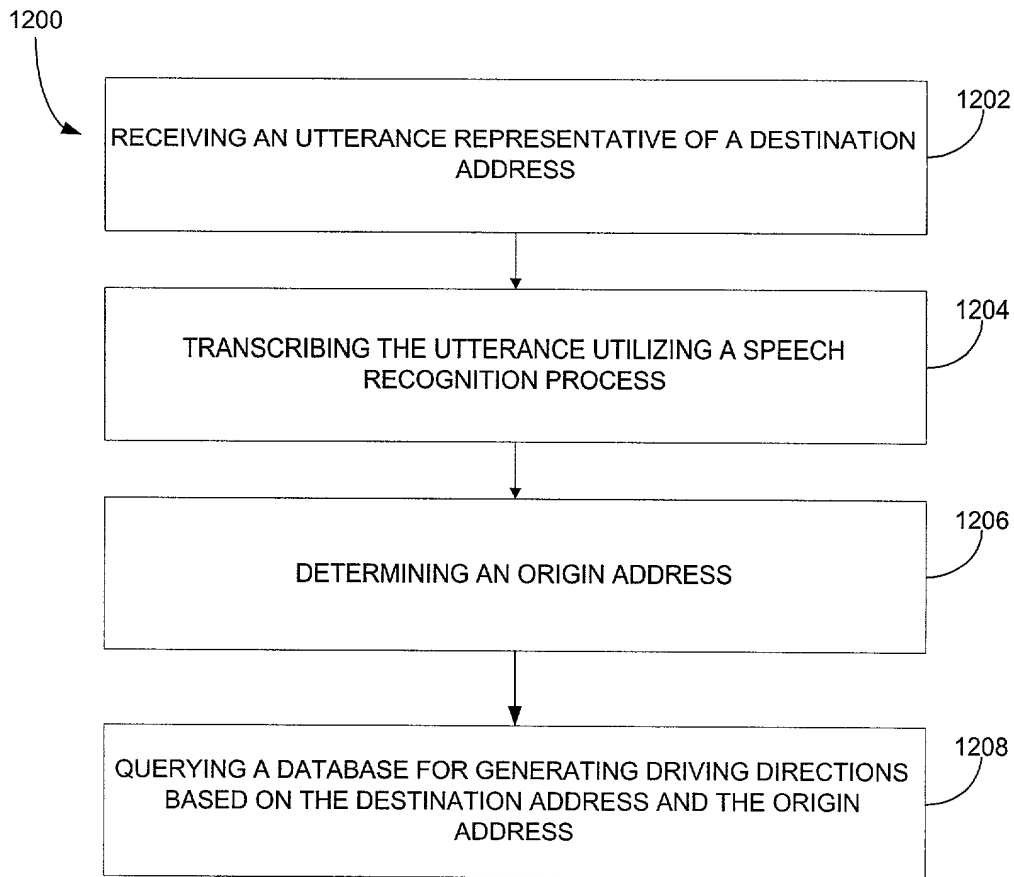 1200
1202
RECEIVING AN UTTERANCE REPRESENTATIVE OF A DESTINATION
ADDRESS
1204
TRANSCRIBING THE UTTERANCE UTILIZING A SPEECH
RECOGNITION PROCESS
1206
DETERMINING AN ORIGIN ADDRESS
1208
QUERYING A DATABASE FOR GENERATING DRIVING DIRECTIONS
BASED ON THE DESTINATION ADDRESS AND THE ORIGIN
ADDRESS